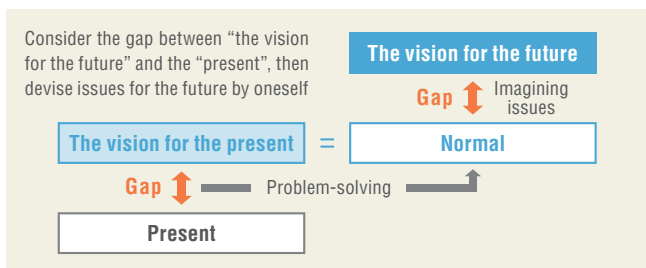 Consider the gap between “the vision
for the future” and the “present”, then
devise issues for the future by oneself
The vision for the future
Gap
Imagining
issues
The vision for the present
=
Normal
Gap
Problem-solving
Present